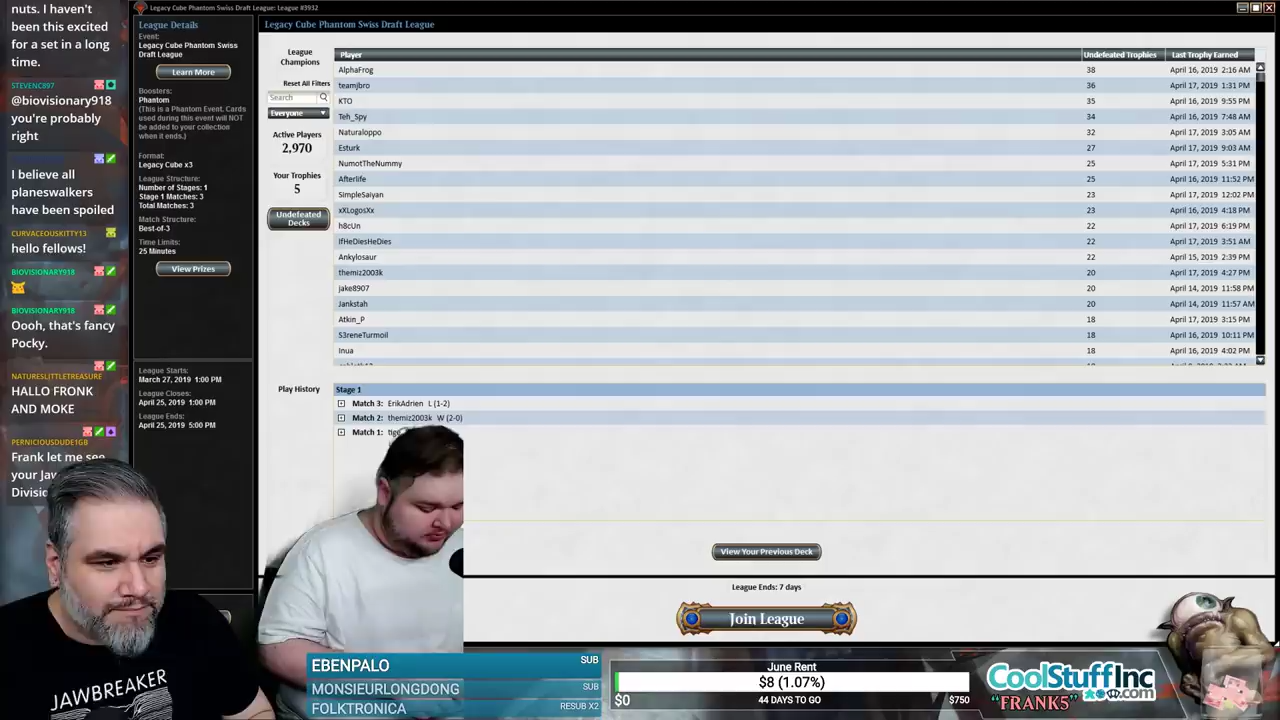 nuts. I haven't
been this excited
for a set in a long
time.
STEVENC897
@biovisionary918
you're probably
right
I believe all
planeswalkers
have been spoiled
CURVACEOUSKITTY13
hello fellows!
BIOVISIONARY918
BIOVISIONARY918
Oooh, that's fancy
Pocky.
NATURESLITTLETREASURE
HALLO FRONK
AND MOKE
PERNICIOUSDUDE1GB
Frank let me see
your Jaw
Divisio
Legacy Cube Phantom Swiss Draft League: League #3932
League Details
Event:
Legacy Cube Phantom Swiss
Draft League
Learn More
Boosters:
Phantom
(This is a Phantom Event. Cards
used during this event will NOT
be added to your collection
when it ends.)
Format:
Legacy Cube x3
League Structure:
Number of Stages: 1
Stage 1 Matches: 3
Total Matches: 3
Match Structure:
Best-of-3
Time Limits:
25 Minutes
View Prizes
League Starts:
March 27, 2019 1:00 PM
League Closes:
April 25, 2019 1:00 PM
League Ends:
April 25, 2019 5:00 PM
Legacy Cube Phantom Swiss Draft League
League
Champions
Reset All Filters
Search
Everyone
Active Players
2,970
Your Trophies
5
Undefeated
Decks
Player Undefeated Trophies Last Trophy Earned
AlphaFrog 38 April 16, 2019 2:16 AM
teamjbro 36 April 17, 2019 1:31 PM
KTO 35 April 16, 2019 9:55 PM
Teh_Spy 34 April 16, 2019 7:48 AM
Naturaloppo 32 April 17, 2019 3:05 AM
Esturk 27 April 17, 2019 9:03 AM
NumotTheNummy 25 April 17, 2019 5:31 PM
Afterlife 25 April 16, 2019 11:52 PM
SimpleSaiyan 23 April 17, 2019 12:02 PM
xXLogosXx 23 April 16, 2019 4:18 PM
h8cUn 22 April 17, 2019 6:19 PM
IfHeDiesHeDies 22 April 17, 2019 3:51 AM
Ankylosaur 22 April 15, 2019 2:39 PM
themiz2003k 20 April 17, 2019 4:27 PM
jake8907 20 April 14, 2019 11:58 PM
Jankstah 20 April 14, 2019 11:57 AM
Atkin_P 18 April 17, 2019 3:15 PM
S3reneTurmoil 18 April 16, 2019 10:11 PM
Inua 18 April 16, 2019 4:02 PM
Play History
Stage 1
Match 3: ErikAdrien L (1-2)
Match 2: themiz2003k W (2-0)
Match 1: tige
View Your Previous Deck
League Ends: 7 days
Join League
JAWBREAKER
EBENPALO SUB
MONSIEURLONGDONG SUB
FOLKTRONICA RESUB X2
June Rent
$8 (1.07%)
$0 44 DAYS TO GO $750
CoolStuffInc
.com
"FRANK5"